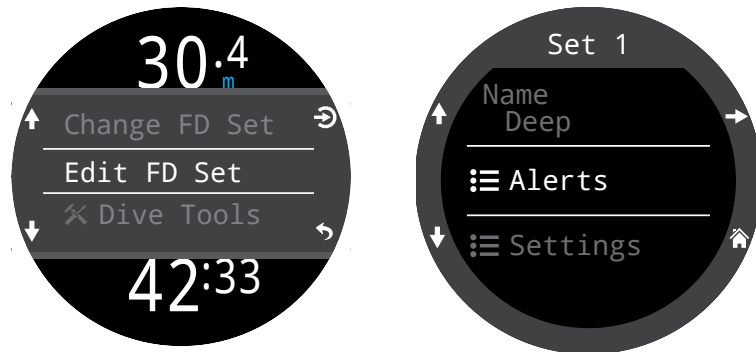 30.4
m
Change FD Set
Edit FD Set
Dive Tools
42:33
Set 1
Name
Deep
Alerts
Settings